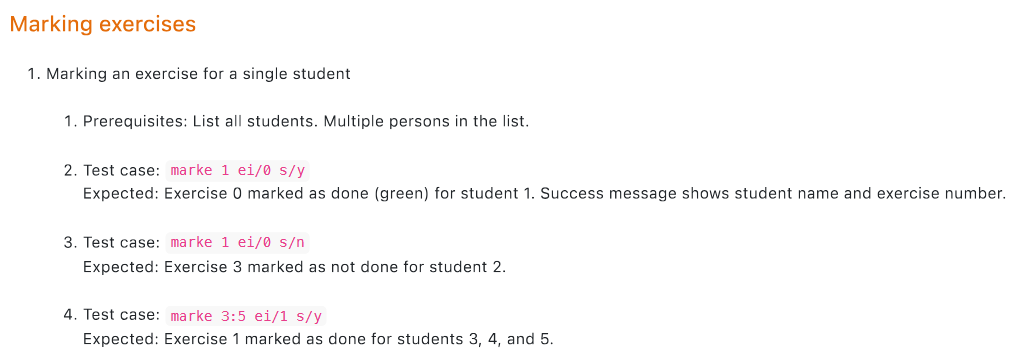 Marking exercises
1. Marking an exercise for a single student
1. Prerequisites: List all students. Multiple persons in the list.
2. Test case: marke 1 ei/0 s/y
Expected: Exercise 0 marked as done (green) for student 1. Success message shows student name and exercise number.
3. Test case: marke 1 ei/0 s/n
Expected: Exercise 3 marked as not done for student 2.
4. Test case: marke 3:5 ei/1 s/y
Expected: Exercise 1 marked as done for students 3, 4, and 5.